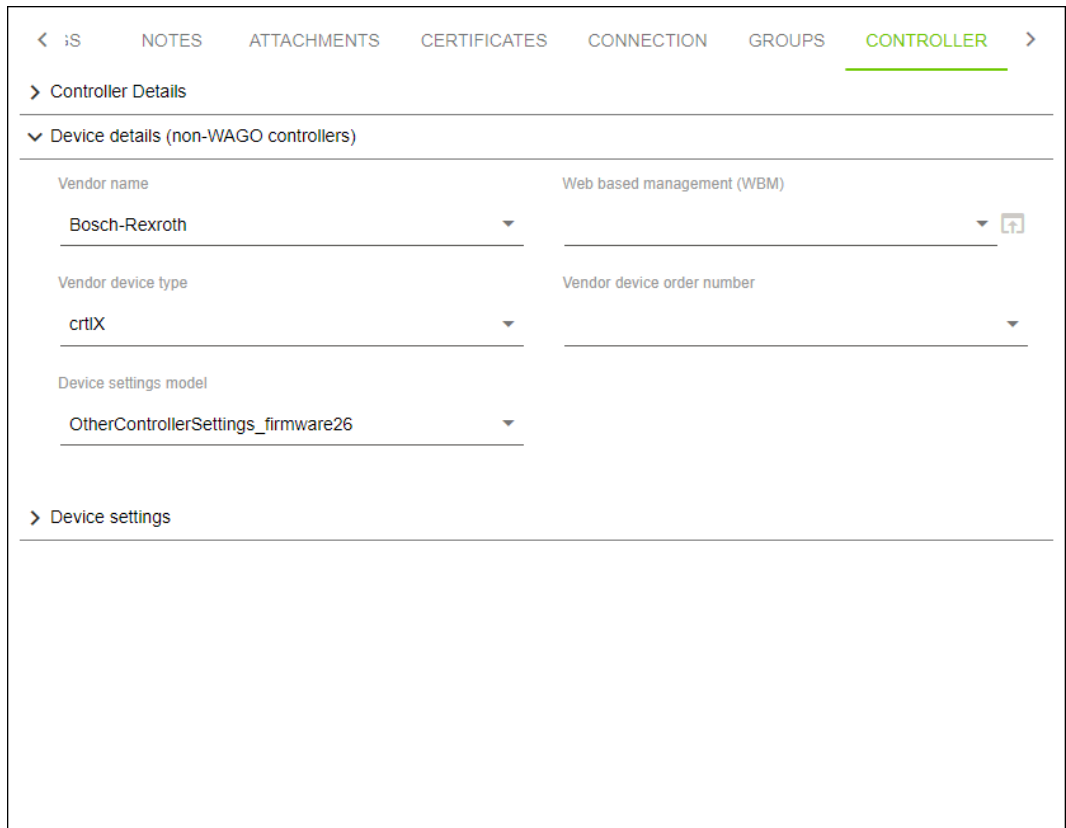 GS NOTES ATTACHMENTS CERTIFICATES CONNECTION GROUPS CONTROLLER
Controller Details
Device details (non-WAGO controllers)
Vendor name Web based management (WBM)
Bosch-Rexroth
Vendor device type Vendor device order number
crtlX
Device settings model
OtherControllerSettings_firmware26
Device settings